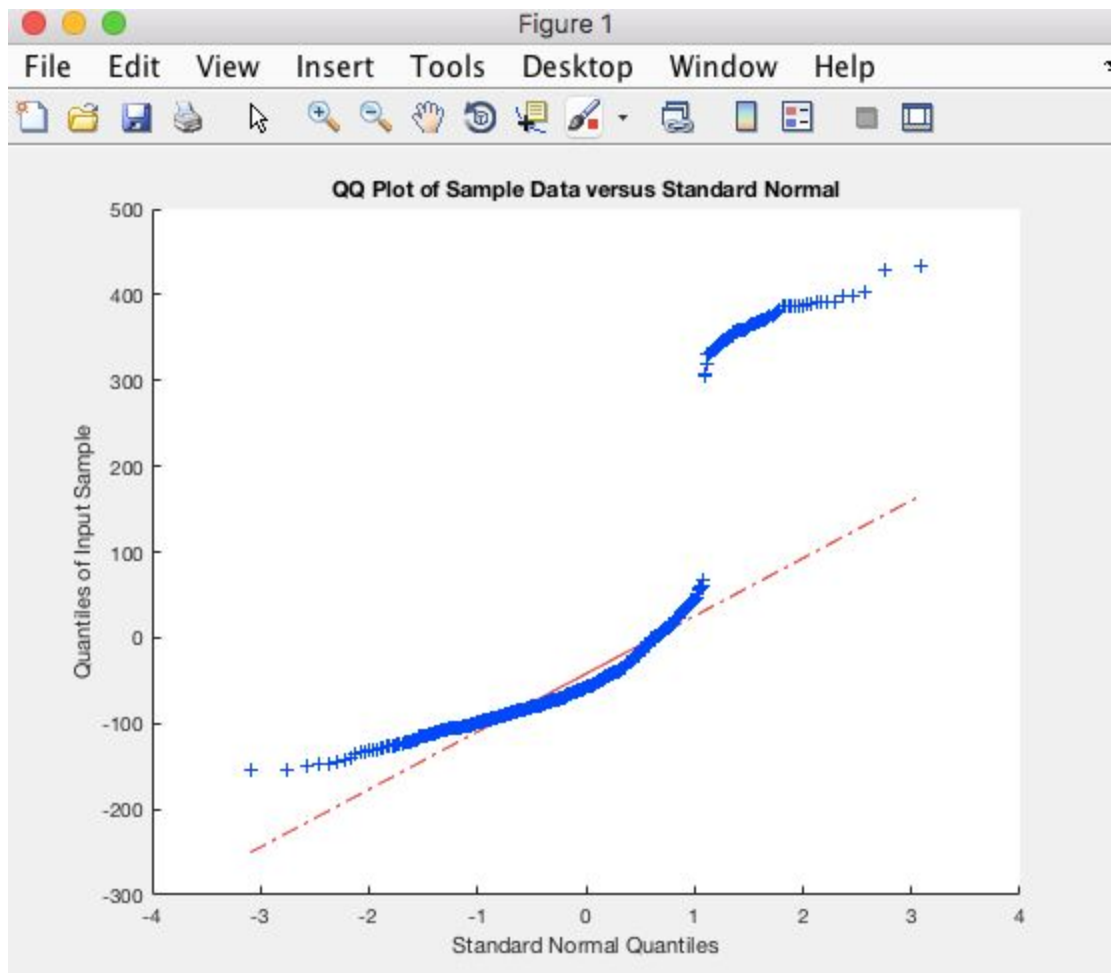 Figure 1
File Edit View Insert Tools Desktop Window Help
QQ Plot of Sample Data versus Standard Normal
500
400
300
200
100
0
-100
-200
-300
Quantiles of Input Sample
-4 -3 -2 -1 0 1 2 3 4
Standard Normal Quantiles